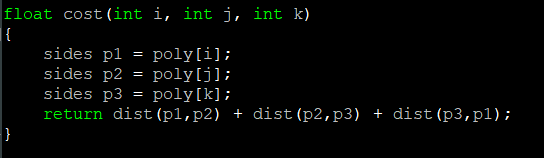 float cost(int i, int j, int k)
{
    sides p1 = poly[i];
    sides p2 = poly[j];
    sides p3 = poly[k];
    return dist(p1,p2) + dist(p2,p3) + dist(p3,p1);
}